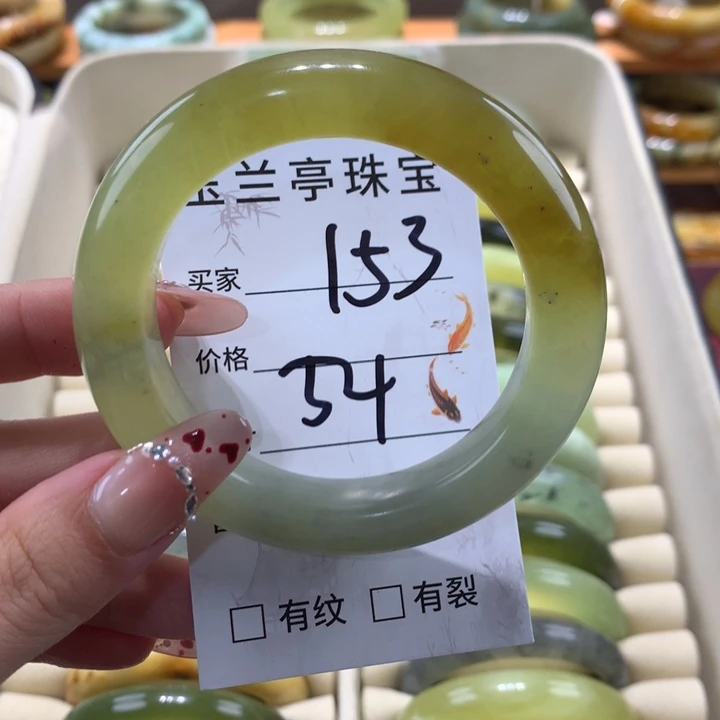 玉兰亭珠宝
买家 153
价格 54
有纹 有裂